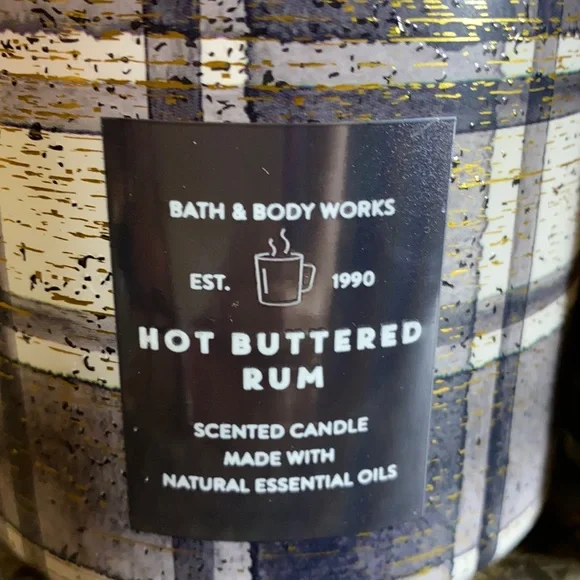 BATH & BODY WORKS
EST. 1990
HOT BUTTERED
RUM
SCENTED CANDLE
MADE WITH
NATURAL ESSENTIAL OILS